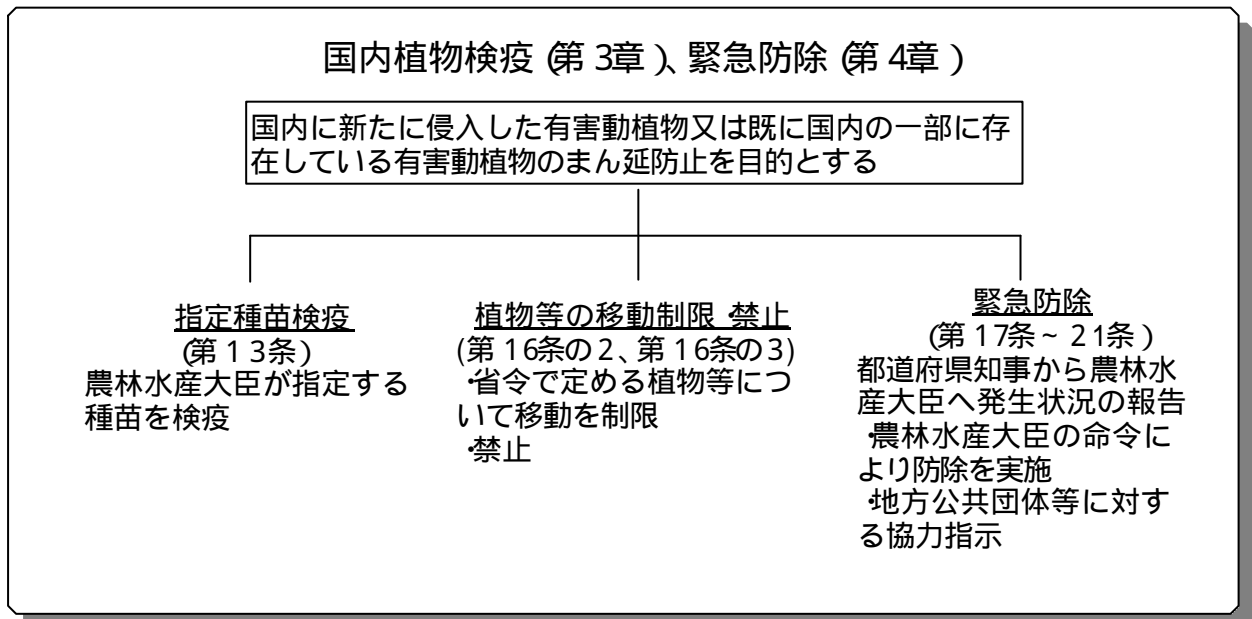 国内植物検疫(第3章)、緊急防除(第4章)
国内に新たに侵入した有害動植物又は既に国内の一部に存
在している有害動植物のまん延防止を目的とする
指定種苗検疫
(第13条)
農林水産大臣が指定する
種苗を検疫
植物等の移動制限・禁止
(第16条の2、第16条の3)
・省令で定める植物等につ
いて移動を制限
・禁止
緊急防除
(第17条~21条)
都道府県知事から農林水
産大臣へ発生状況の報告
・農林水産大臣の命令に
より防除を実施
・地方公共団体等に対す
る協力指示